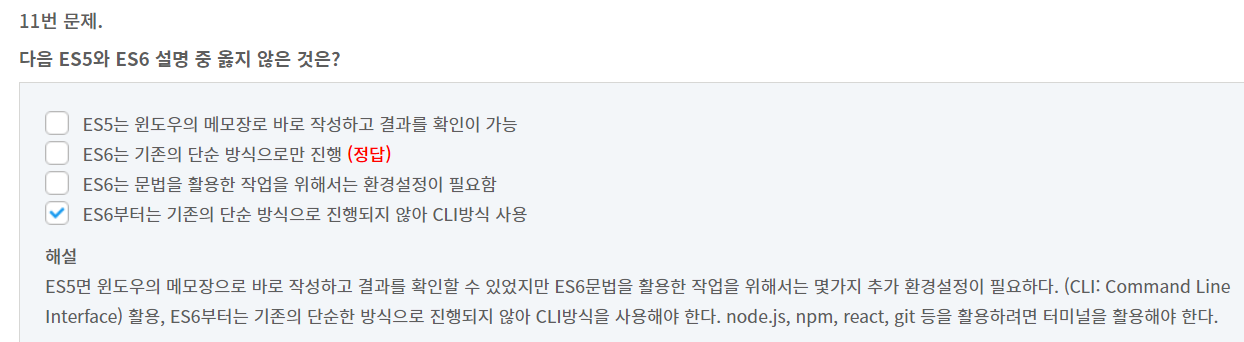 11번 문제.
다음 ES5와 ES6 설명 중 옳지 않은 것은?
ES5는 윈도우의 메모장로 바로 작성하고 결과를 확인이 가능
ES6는 기존의 단순 방식으로만 진행 (정답)
ES6는 문법을 활용한 작업을 위해서는 환경설정이 필요함
ES6부터는 기존의 단순 방식으로 진행되지 않아 CLI방식 사용
해설
ES5면 윈도우의 메모장으로 바로 작성하고 결과를 확인할 수 있었지만 ES6문법을 활용한 작업을 위해서는 몇가지 추가 환경설정이 필요하다. (CLI: Command Line
Interface) 활용, ES6부터는 기존의 단순한 방식으로 진행되지 않아 CLI방식을 사용해야 한다. node.js, npm, react, git 등을 활용하려면 터미널을 활용해야 한다.